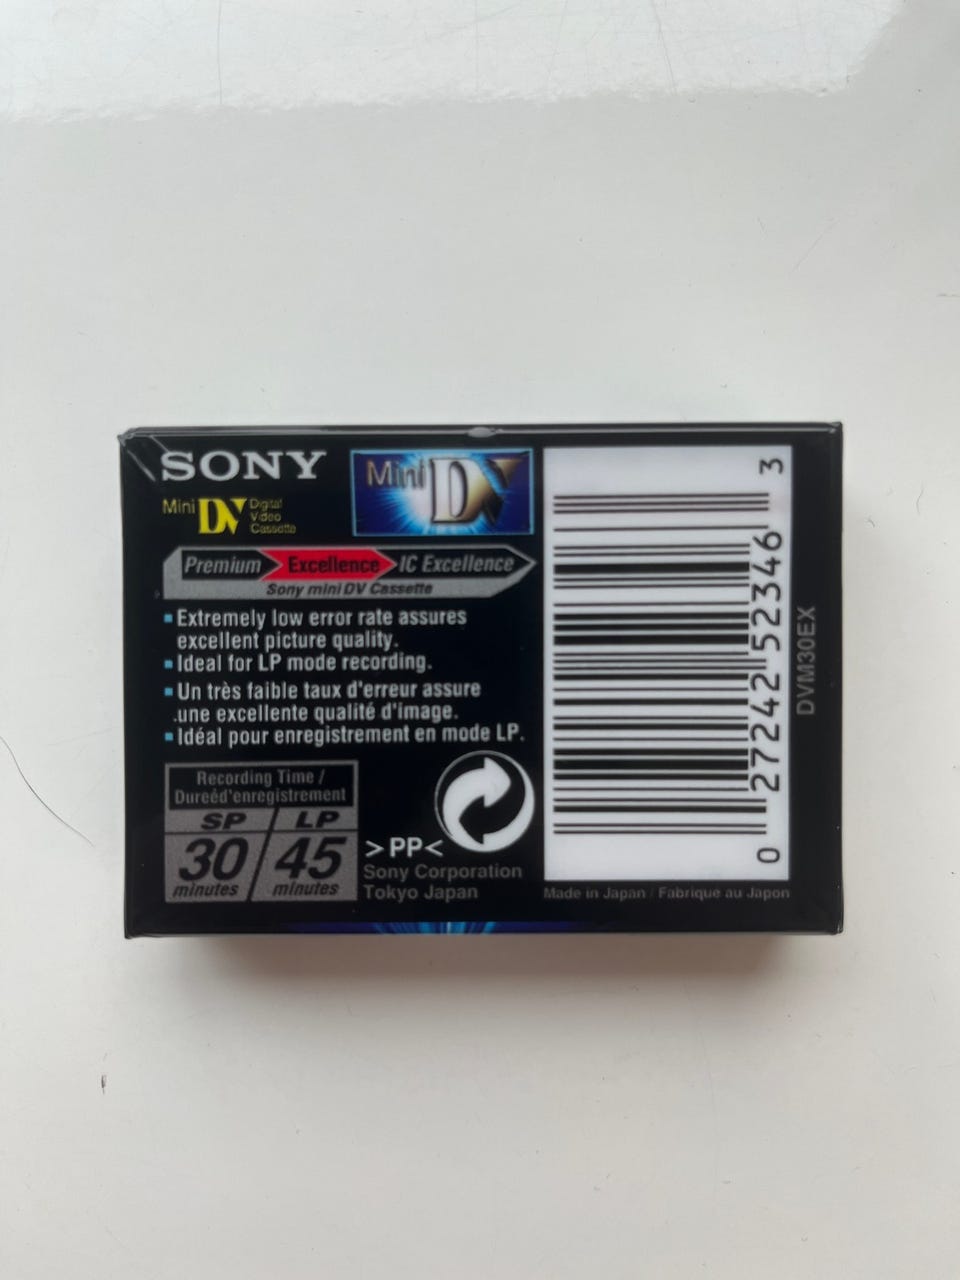 SONY
Mini DV
Mini DV Digital
Video
Cassette
Premium Excellence IC Excellence
Sony mini DV Cassette
▪ Extremely low error rate assures
excellent picture quality.
▪ Ideal for LP mode recording.
▪ Un très faible taux d'erreur assure
.une excellente qualité d'image.
▪ Idéal pour enregistrement en mode LP.
Recording Time /
Dureéd'enregistrement
SP LP
30 45
minutes minutes
>PP<
Sony Corporation
Tokyo Japan
0 27242 52346 3
DVM30EX
Made in Japan / Fabrique au Japon